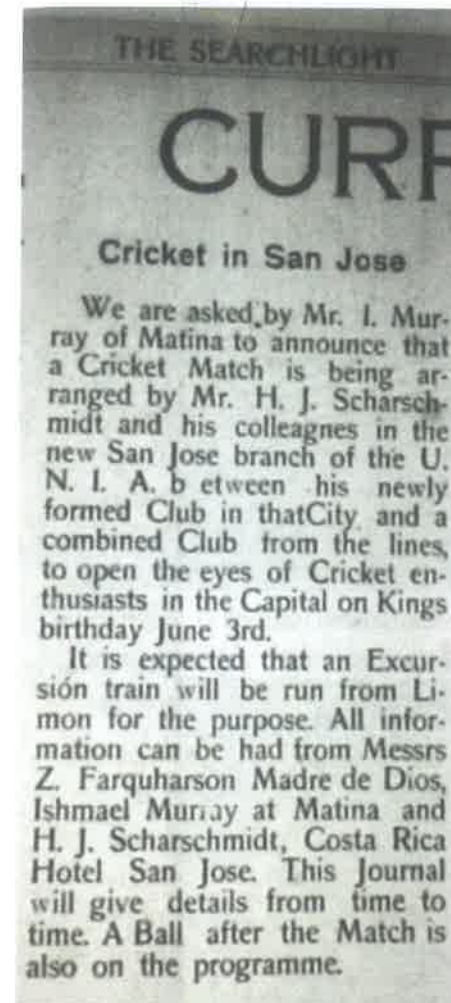 THE SEARCHLIGHT
CURR
Cricket in San Jose
We are asked by Mr. I. Mur-
ray of Matina to announce that
a Cricket Match is being ar-
ranged by Mr. H. J. Scharsch-
midt and his colleagnes in the
new San Jose branch of the U.
N. I. A. b etween his newly
formed Club in thatCity and a
combined Club from the lines,
to open the eyes of Cricket en-
thusiasts in the Capital on Kings
birthday June 3rd.
It is expected that an Excur-
sión train will be run from Li-
mon for the purpose. All infor-
mation can be had from Messrs
Z. Farquharson Madre de Dios,
Ishmael Murray at Matina and
H. J. Scharschmidt, Costa Rica
Hotel San Jose. This Journal
will give details from time to
time. A Ball after the Match is
also on the programme.